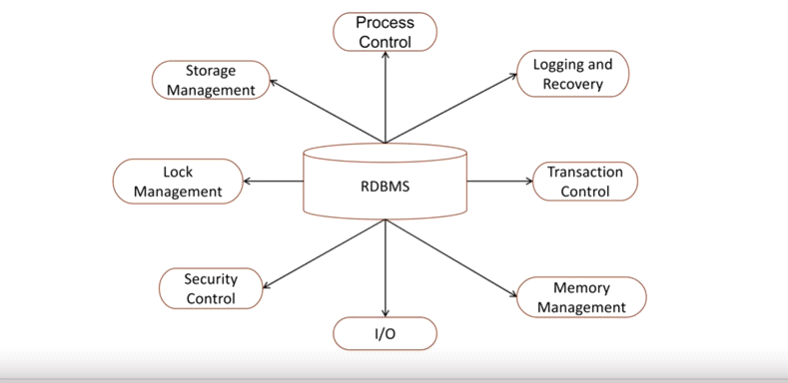 Process
Control
Storage
Management
Logging and
Recovery
Lock
Management
RDBMS
Transaction
Control
Security
Control
I/O
Memory
Management